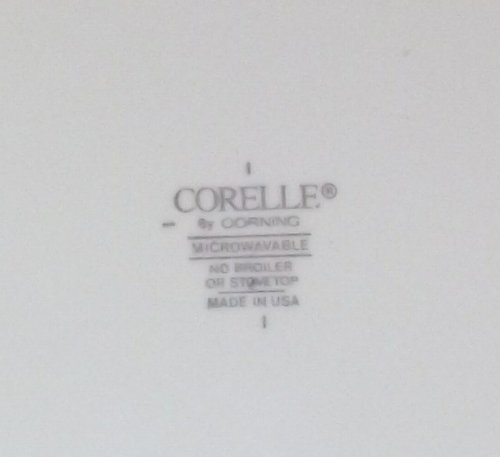 CORELLE®
By CORNING
MICROWAVABLE
NO BROILER
OR STOVETOP
MADE IN USA